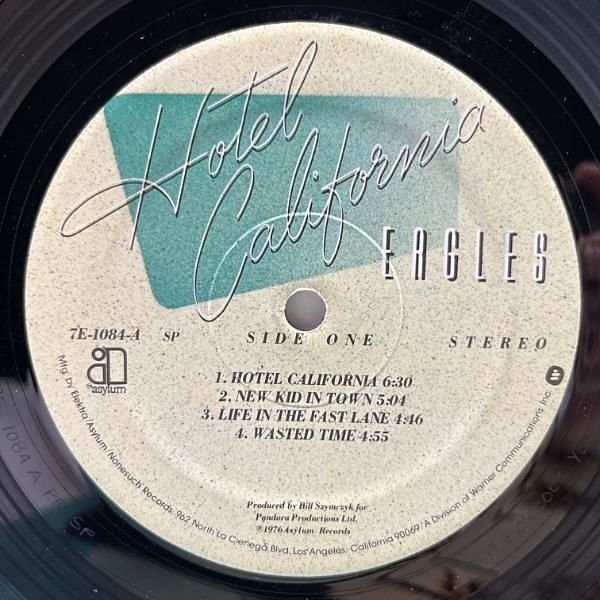 Hotel
California
EAGLES
7E-1084-A SP SIDE ONE STEREO
asylum
1. HOTEL CALIFORNIA 6:30
2. NEW KID IN TOWN 5:04
3. LIFE IN THE FAST LANE 4:46
4. WASTED TIME 4:55
Produced by Bill Szymczyk for
Pandora Productions Ltd.
℗ 1976 Asylum Records
Mfg. by Elektra/Asylum/Nonesuch Records, 962 North La Cienega Blvd., Los Angeles, California 90069/A Division of Warner Communications Inc.
1084 A
SP